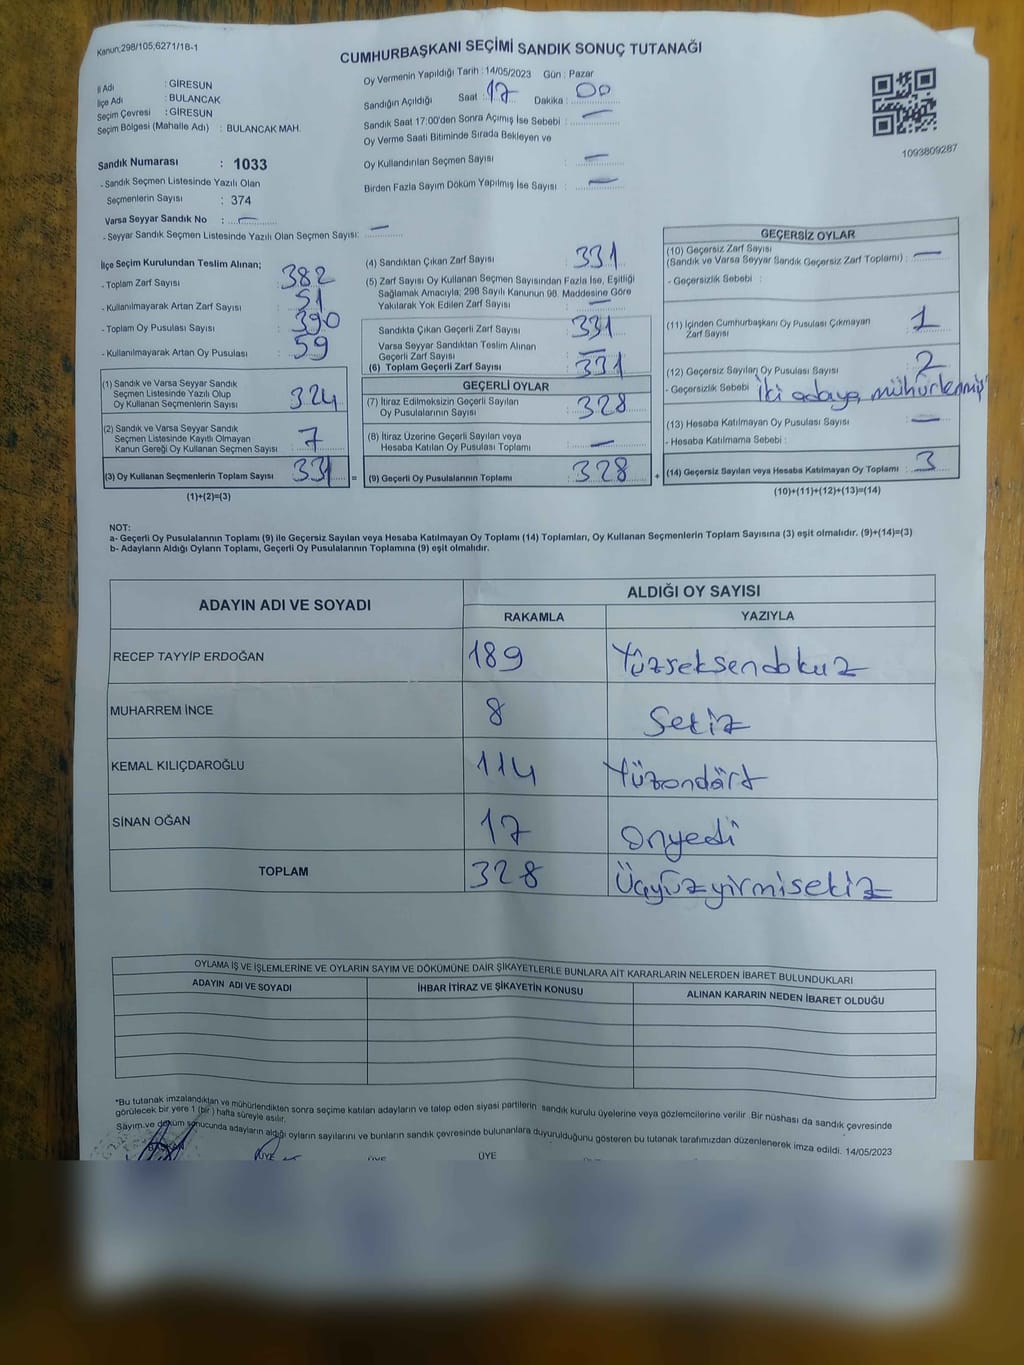 Kanun;298/105;6271/18-1
CUMHURBAŞKANI SEÇİMİ SANDIK SONUÇ TUTANAĞI
İl Adı : GİRESUN
İlçe Adı : BULANCAK
Seçim Çevresi : GİRESUN
Seçim Bölgesi (Mahalle Adı) : BULANCAK MAH.
Oy Vermenin Yapıldığı Tarih : 14/05/2023 Gün : Pazar
Sandığın Açıldığı Saat : 17 Dakika : 00
Sandık Saat 17:00'den Sonra Açımış İse Sebebi : —
Oy Verme Saati Bitiminde Sırada Bekleyen ve
Oy Kullandırılan Seçmen Sayısı : —
Birden Fazla Sayım Döküm Yapılmış İse Sayısı : —
1093809287
Sandık Numarası : 1033
- Sandık Seçmen Listesinde Yazılı Olan
Seçmenlerin Sayısı : 374
Varsa Seyyar Sandık No : —
- Seyyar Sandık Seçmen Listesinde Yazılı Olan Seçmen Sayısı: —
İlçe Seçim Kurulundan Teslim Alınan;
- Toplam Zarf Sayısı : 382
- Kullanılmayarak Artan Zarf Sayısı : 51
- Toplam Oy Pusulası Sayısı : 390
- Kullanılmayarak Artan Oy Pusulası : 59
(1) Sandık ve Varsa Seyyar Sandık
Seçmen Listesinde Yazılı Olup
Oy Kullanan Seçmenlerin Sayısı : 324
(2) Sandık ve Varsa Seyyar Sandık
Seçmen Listesinde Kayıtlı Olmayan
Kanun Gereği Oy Kullanan Seçmen Sayısı : 7
(3) Oy Kullanan Seçmenlerin Toplam Sayısı : 331
(1)+(2)=(3)
(4) Sandıktan Çıkan Zarf Sayısı : 331
(5) Zarf Sayısı Oy Kullanan Seçmen Sayısından Fazla İse, Eşitliği
Sağlamak Amacıyla; 298 Sayılı Kanunun 98. Maddesine Göre
Yakılarak Yok Edilen Zarf Sayısı : —
Sandıkta Çıkan Geçerli Zarf Sayısı : 331
Varsa Seyyar Sandıktan Teslim Alınan
Geçerli Zarf Sayısı : —
(6) Toplam Geçerli Zarf Sayısı : 331
GEÇERLİ OYLAR
(7) İtiraz Edilmeksizin Geçerli Sayılan
Oy Pusulasının Sayısı : 328
(8) İtiraz Üzerine Geçerli Sayılan veya
Hesaba Katılan Oy Pusulası Toplamı : —
= (9) Geçerli Oy Pusulalarının Toplamı : 328 +
GEÇERSİZ OYLAR
(10) Geçersiz Zarf Sayısı
(Sandık ve Varsa Seyyar Sandık Geçersiz Zarf Toplamı) : —
- Geçersizlik Sebebi :
(11) İçinden Cumhurbaşkanı Oy Pusulası Çıkmayan
Zarf Sayısı : 1
(12) Geçersiz Sayılan Oy Pusulası Sayısı : 2
- Geçersizlik Sebebi : İki adaya mühürlenmiş
(13) Hesaba Katılmayan Oy Pusulası Sayısı : —
- Hesaba Katılmama Sebebi :
(14) Geçersiz Sayılan veya Hesaba Katılmayan Oy Toplamı : 3
(10)+(11)+(12)+(13)=(14)
NOT:
a- Geçerli Oy Pusulalarının Toplamı (9) ile Geçersiz Sayılan veya Hesaba Katılmayan Oy Toplamı (14) Toplamları, Oy Kullanan Seçmenlerin Toplam Sayısına (3) eşit olmalıdır. (9)+(14)=(3)
b- Adayların Aldığı Oyların Toplamı, Geçerli Oy Pusulalarının Toplamına (9) eşit olmalıdır.
ADAYIN ADI VE SOYADI ALDIĞI OY SAYISI
RAKAMLA YAZIYLA
RECEP TAYYİP ERDOĞAN 189 Yüzseksendokuz
MUHARREM İNCE 8 Sekiz
KEMAL KILIÇDAROĞLU 114 Yüzondört
SİNAN OĞAN 17 Onyedi
TOPLAM 328 Üçyüzyirmisekiz
OYLAMA İŞ VE İŞLEMLERİNE VE OYLARIN SAYIM VE DÖKÜMÜNE DAİR ŞİKAYETLERLE BUNLARA AİT KARARLARIN NELERDEN İBARET BULUNDUKLARI
ADAYIN ADI VE SOYADI İHBAR İTİRAZ VE ŞİKAYETİN KONUSU ALINAN KARARIN NEDEN İBARET OLDUĞU
*Bu tutanak imzalandıktan ve mühürlendikten sonra seçime katılan adayların ve talep eden siyasi partilerin sandık kurulu üyelerine veya gözlemcilerine verilir .Bir nüshası da sandık çevresinde
görülecek bir yere 1 (bir ) hafta süreyle asılır.
Sayım ve döküm sonucunda adayların aldığı oyların sayılarını ve bunların sandık çevresinde bulunanlara duyurulduğunu gösteren bu tutanak tarafımızdan düzenlenerek imza edildi. 14/05/2023
BAŞKAN ÜYE ÜYE ÜYE